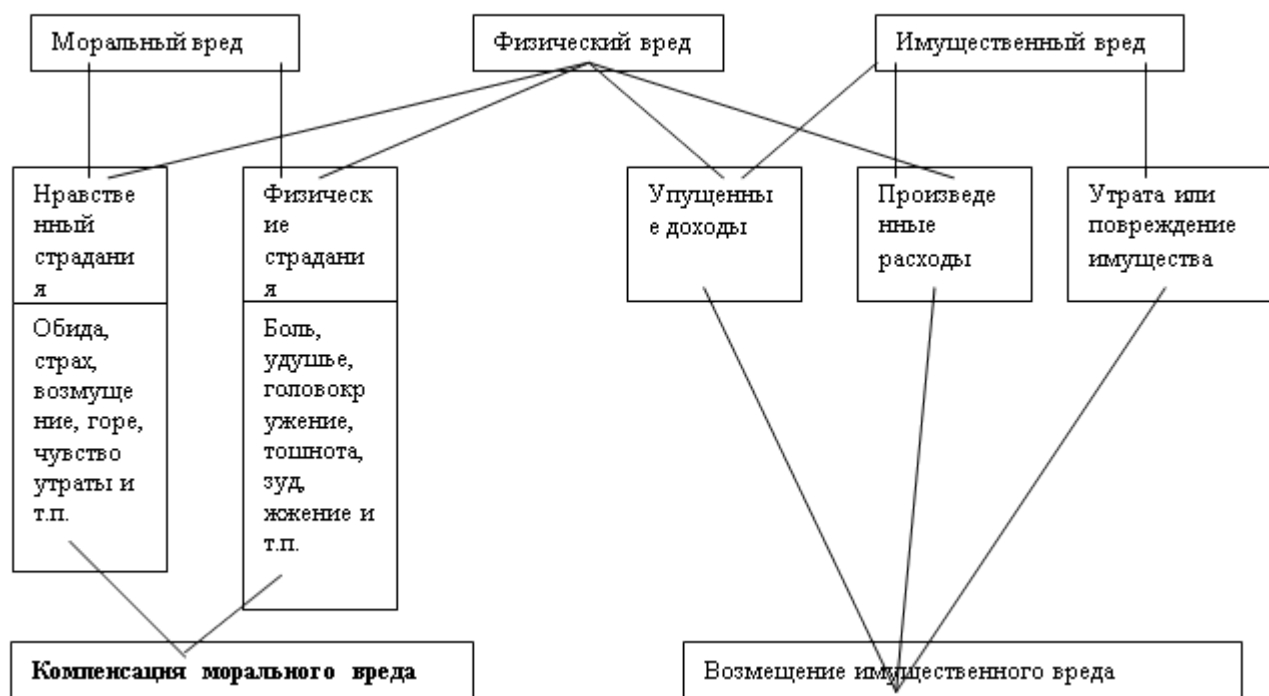 Моральный вред
Физический вред
Имущественный вред
Нравстве
нный
страдани
я
Физическ
ие
страдани
я
Упущенны
е доходы
Произведе
нные
расходы
Утрата или
повреждение
имущества
Обида,
страх,
возмуще
ние, горе,
чувство
утраты и
т.п.
Боль,
удушье,
головокр
ужение,
тошнота,
зуд,
жжение и
т.п.
Компенсация морального вреда
Возмещение имущественного вреда